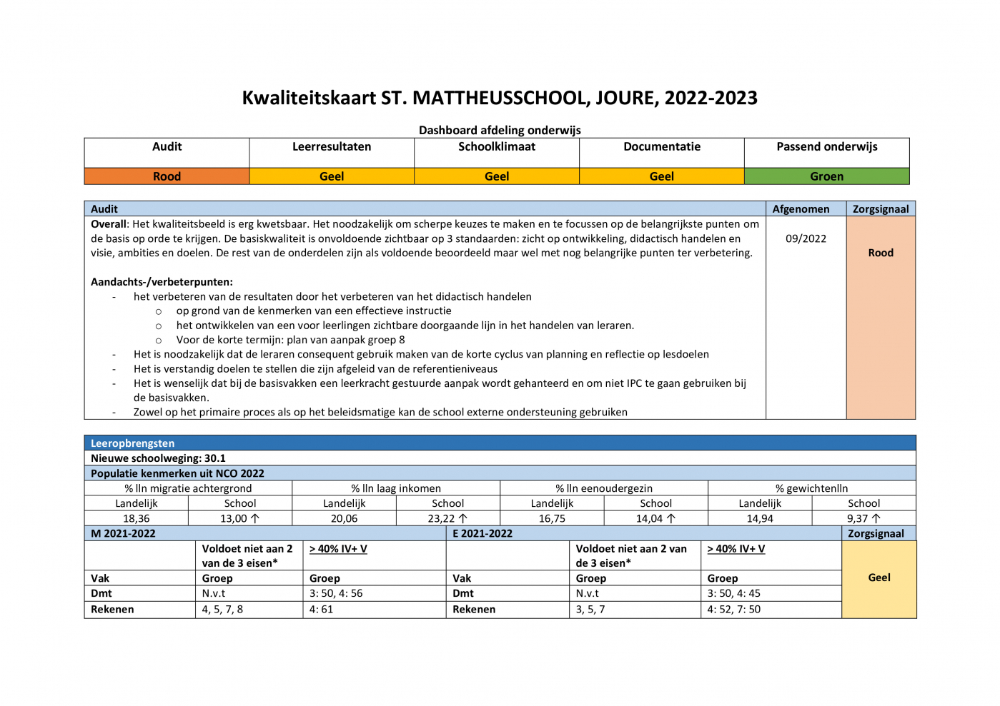 Kwaliteitskaart ST. MATTHEUSSCHOOL, JOURE, 2022-2023
Dashboard afdeling onderwijs
Audit Leerresultaten Schoolklimaat Documentatie Passend onderwijs
Rood Geel Geel Geel Groen
Audit Afgenomen Zorgsignaal
Overall: Het kwaliteitsbeeld is erg kwetsbaar. Het noodzakelijk om scherpe keuzes te maken en te focussen op de belangrijkste punten om
de basis op orde te krijgen. De basiskwaliteit is onvoldoende zichtbaar op 3 standaarden: zicht op ontwikkeling, didactisch handelen en
visie, ambities en doelen. De rest van de onderdelen zijn als voldoende beoordeeld maar wel met nog belangrijke punten ter verbetering.
09/2022
Rood
Aandachts-/verbeterpunten:
- het verbeteren van de resultaten door het verbeteren van het didactisch handelen
o op grond van de kenmerken van een effectieve instructie
o het ontwikkelen van een voor leerlingen zichtbare doorgaande lijn in het handelen van leraren.
o Voor de korte termijn: plan van aanpak groep 8
- Het is noodzakelijk dat de leraren consequent gebruik maken van de korte cyclus van planning en reflectie op lesdoelen
- Het is verstandig doelen te stellen die zijn afgeleid van de referentieniveaus
- Het is wenselijk dat bij de basisvakken een leerkracht gestuurde aanpak wordt gehanteerd en om niet IPC te gaan gebruiken bij
de basisvakken.
- Zowel op het primaire proces als op het beleidsmatige kan de school externe ondersteuning gebruiken
Leeropbrengsten
Nieuwe schoolweging: 30.1
Populatie kenmerken uit NCO 2022
% lln migratie achtergrond % lln laag inkomen % lln eenoudergezin % gewichtenlln
Landelijk School Landelijk School Landelijk School Landelijk School
18,36 13,00 ↑ 20,06 23,22 ↑ 16,75 14,04 ↑ 14,94 9,37 ↑
M 2021-2022 E 2021-2022 Zorgsignaal
Voldoet niet aan 2 > 40% IV+ V Voldoet niet aan 2 van > 40% IV+ V
van de 3 eisen* de 3 eisen*
Vak Groep Groep Vak Groep Groep Geel
Dmt N.v.t 3: 50, 4: 56 Dmt N.v.t 3: 50, 4: 45
Rekenen 4, 5, 7, 8 4: 61 Rekenen 3, 5, 7 4: 52, 7: 50